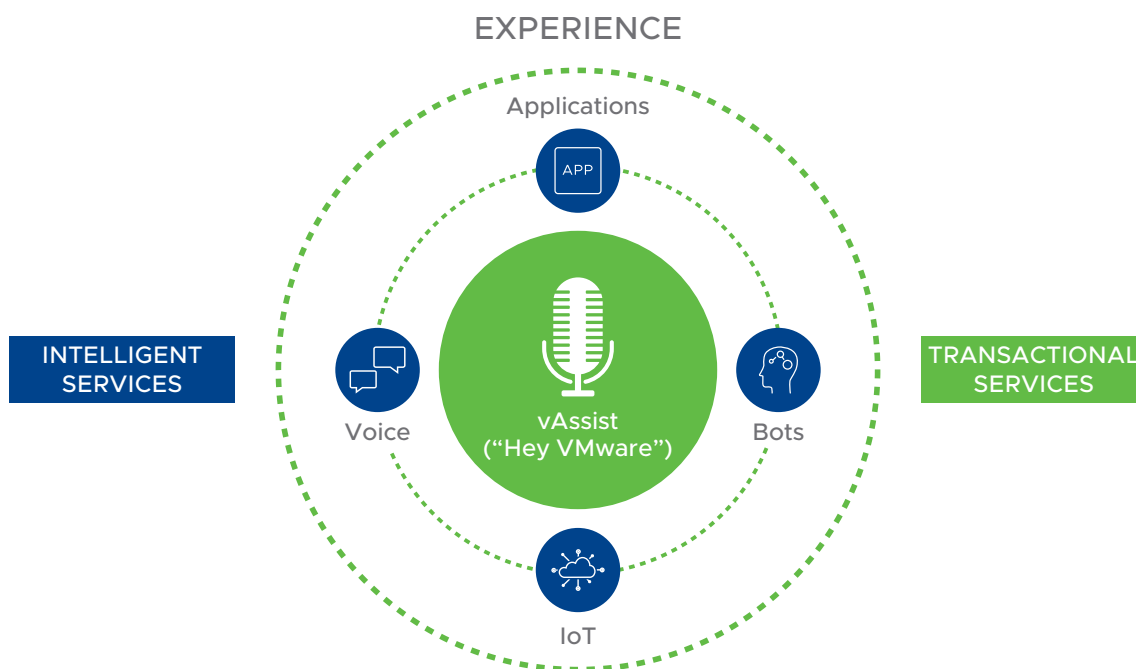 EXPERIENCE
Applications
APP
INTELLIGENT
SERVICES
Voice
vAssist
(“Hey VMware”)
Bots
TRANSACTIONAL
SERVICES
IoT